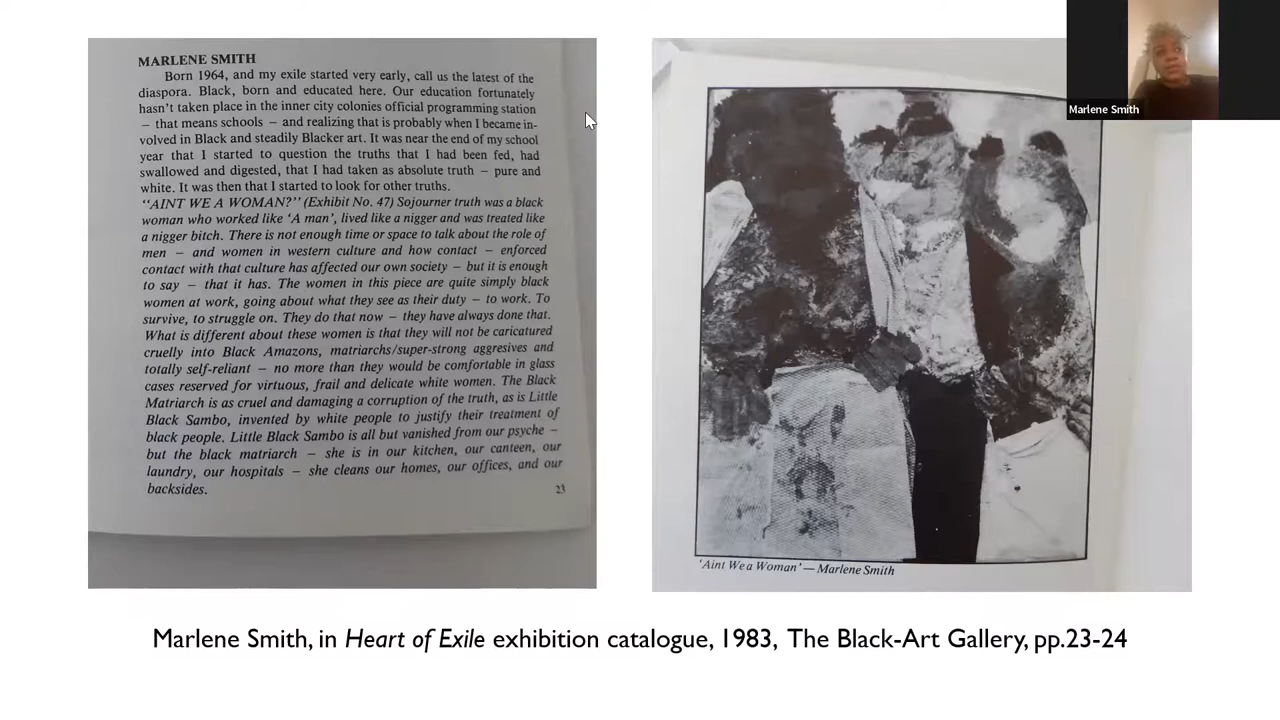 MARLENE SMITH
Born 1964, and my exile started very early, call us the latest of the
diaspora. Black, born and educated here. Our education fortunately
hasn't taken place in the inner city colonies official programming station
— that means schools — and realizing that is probably when I became in-
volved in Black and steadily Blacker art. It was near the end of my school
year that I started to question the truths that I had been fed, had
swallowed and digested, that I had taken as absolute truth — pure and
white. It was then that I started to look for other truths.
"AINT WE A WOMAN?" (Exhibit No. 47) Sojourner truth was a black
woman who worked like 'A man', lived like a nigger and was treated like
a nigger bitch. There is not enough time or space to talk about the role of
men — and women in western culture and how contact — enforced
contact with that culture has affected our own society — but it is enough
to say — that it has. The women in this piece are quite simply black
women at work, going about what they see as their duty — to work. To
survive, to struggle on. They do that now — they have always done that.
What is different about these women is that they will not be caricatured
cruelly into Black Amazons, matriarchs/super-strong aggresives and
totally self-reliant — no more than they would be comfortable in glass
cases reserved for virtuous, frail and delicate white women. The Black
Matriarch is as cruel and damaging a corruption of the truth, as is Little
Black Sambo, invented by white people to justify their treatment of
black people. Little Black Sambo is all but vanished from our psyche —
but the black matriarch — she is in our kitchen, our canteen, our
laundry, our hospitals — she cleans our homes, our offices, and our
backsides.
23
'Aint We a Woman' — Marlene Smith
Marlene Smith
Marlene Smith, in Heart of Exile exhibition catalogue, 1983, The Black-Art Gallery, pp.23-24